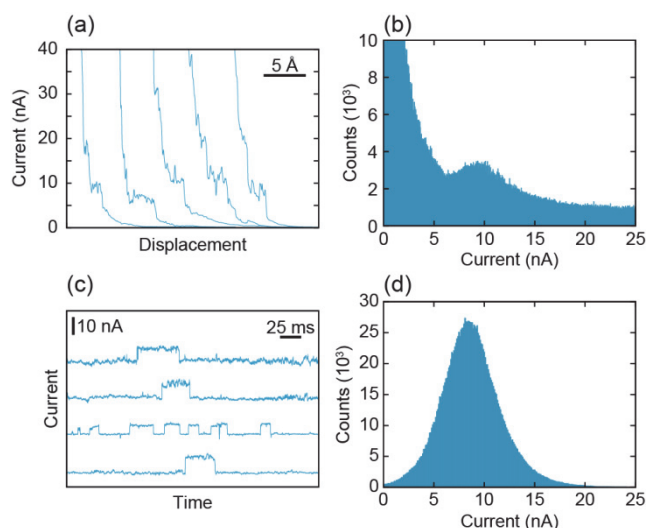 (a)
40
30
20
10
0
Current (nA)
5 Å
Displacement
(b)
10
8
6
4
2
0
Counts (10³)
0 5 10 15 20 25
Current (nA)
(c)
10 nA
25 ms
Current
Time
(d)
30
25
20
15
10
5
0
Counts (10³)
0 5 10 15 20 25
Current (nA)